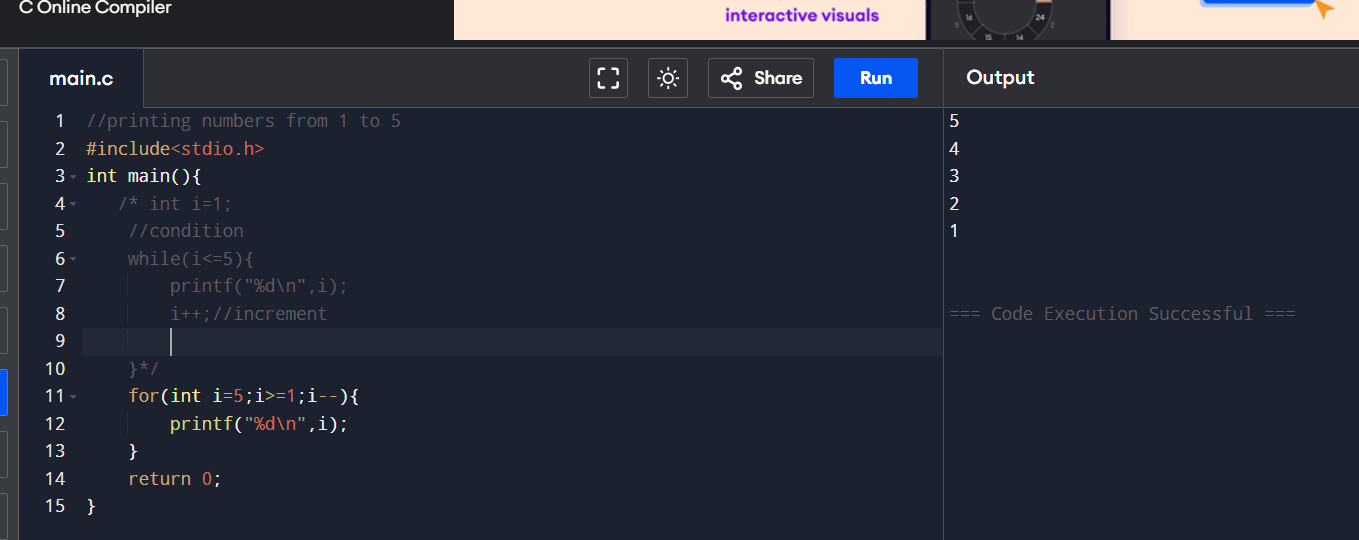 C Online Compiler
interactive visuals
16
24
5
2
15
14
main.c
Share
Run
Output
1 //printing numbers from 1 to 5
2 #include<stdio.h>
3 int main(){
4 /* int i=1;
5 //condition
6 while(i<=5){
7 printf("%d\n",i);
8 i++;//increment
9
10 }*/
11 for(int i=5;i>=1;i--){
12 printf("%d\n",i);
13 }
14 return 0;
15 }
5
4
3
2
1
=== Code Execution Successful ===